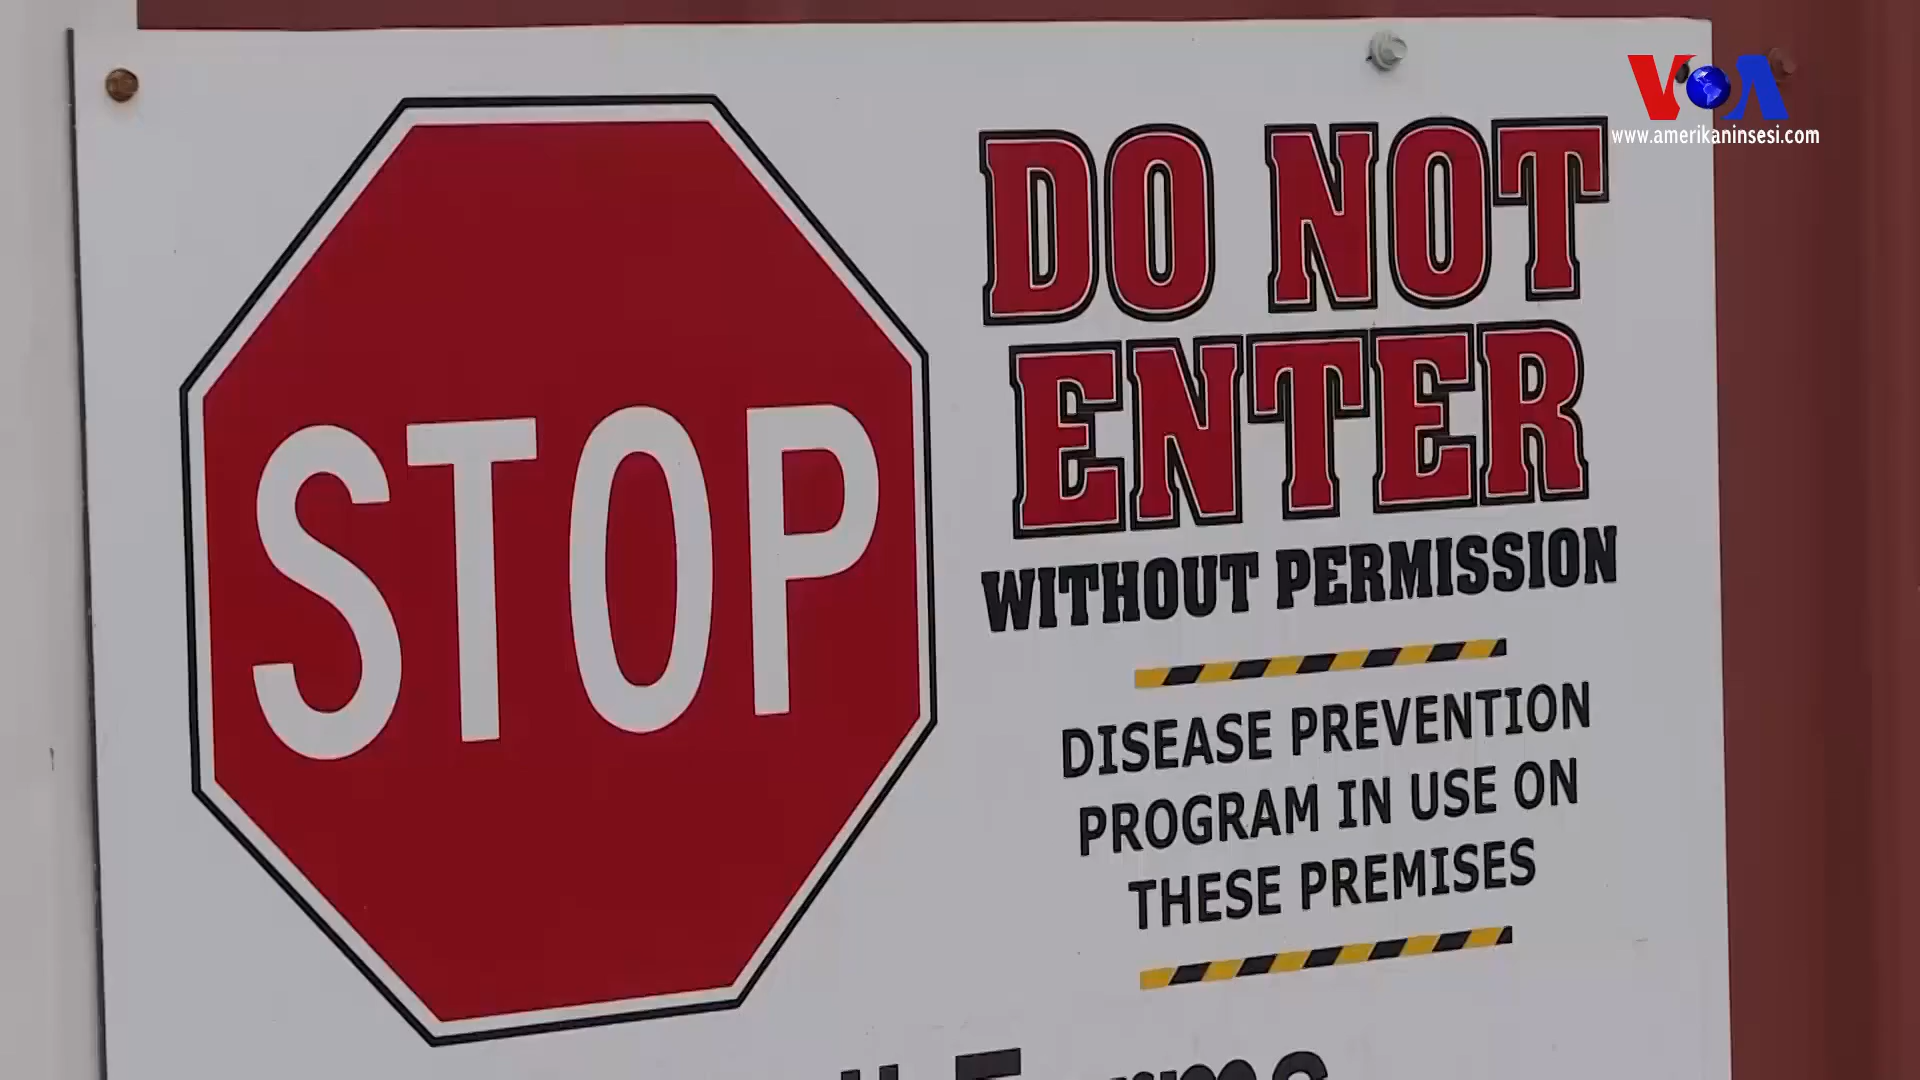 VOA
www.amerikaninsesi.com
STOP
DO NOT
ENTER
WITHOUT PERMISSION
DISEASE PREVENTION
PROGRAM IN USE ON
THESE PREMISES